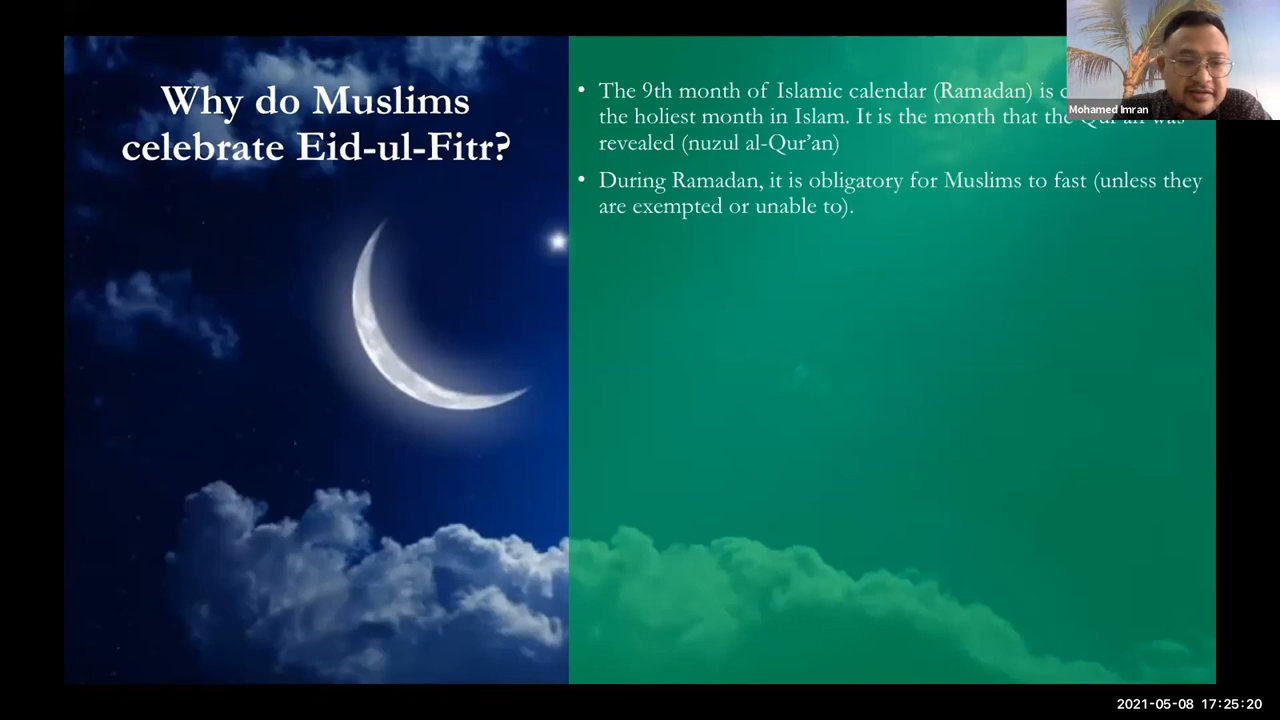 Why do Muslims
celebrate Eid-ul-Fitr?
• The 9th month of Islamic calendar (Ramadan) is
the holiest month in Islam. It is the month that the
revealed (nuzul al-Qur’an)
• During Ramadan, it is obligatory for Muslims to fast (unless they
are exempted or unable to).
Mohamed Imran
2021-05-08 17:25:20